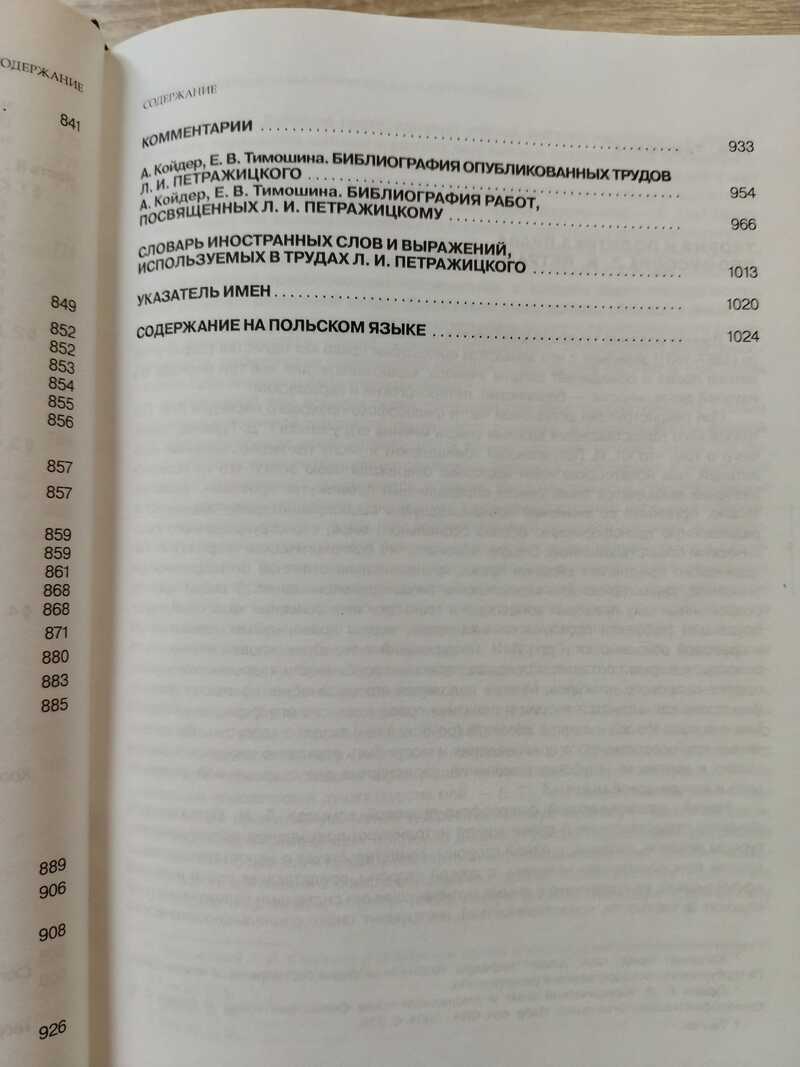 СОДЕРЖАНИЕ
841
849
852
852
853
854
855
856
857
857
859
859
861
868
868
871
880
883
885
889
906
908
926
СОДЕРЖАНИЕ
КОММЕНТАРИИ 933
А. Койдер, Е. В. Тимошина. БИБЛИОГРАФИЯ ОПУБЛИКОВАННЫХ ТРУДОВ
Л. И. ПЕТРАЖИЦКОГО 954
А. Койдер, Е. В. Тимошина. БИБЛИОГРАФИЯ РАБОТ,
ПОСВЯЩЕННЫХ Л. И. ПЕТРАЖИЦКОМУ 966
СЛОВАРЬ ИНОСТРАННЫХ СЛОВ И ВЫРАЖЕНИЙ,
ИСПОЛЬЗУЕМЫХ В ТРУДАХ Л. И. ПЕТРАЖИЦКОГО 1013
УКАЗАТЕЛЬ ИМЕН 1020
СОДЕРЖАНИЕ НА ПОЛЬСКОМ ЯЗЫКЕ 1024